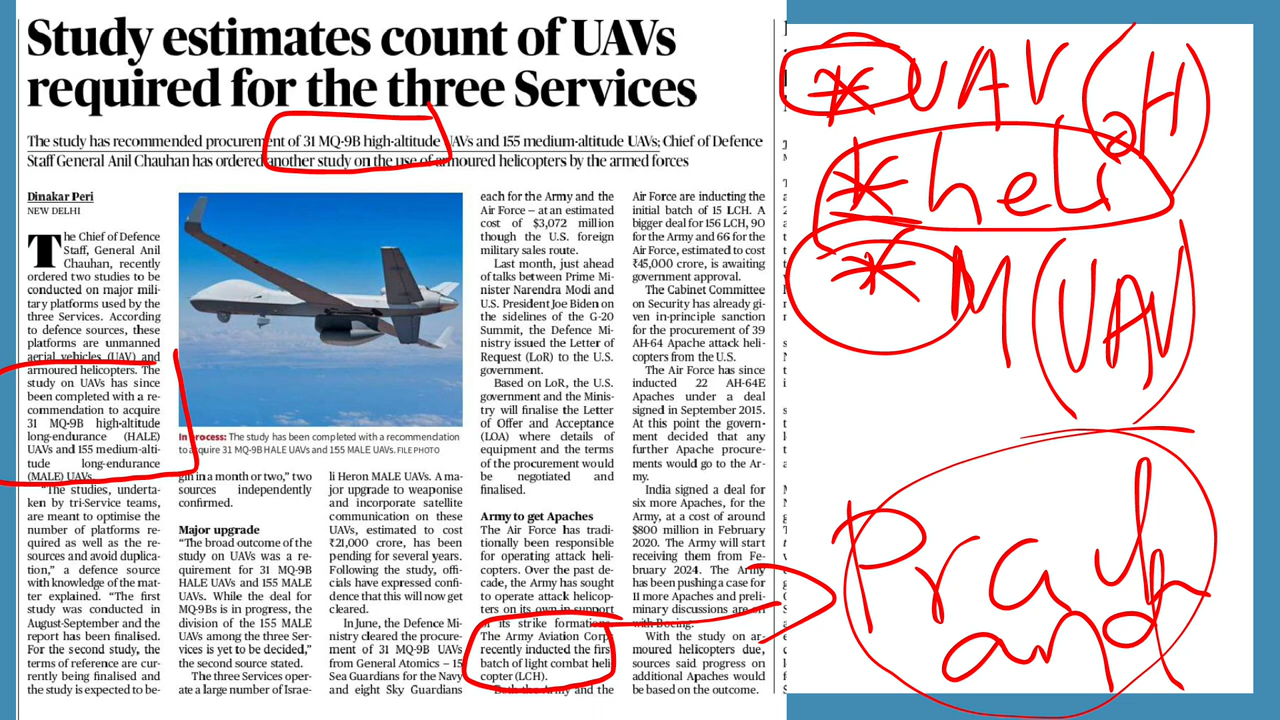 Study estimates count of UAVs
required for the three Services
The study has recommended procurement of 31 MQ-9B high-altitude UAVs and 155 medium-altitude UAVs; Chief of Defence
Staff General Anil Chauhan has ordered another study on the use of armoured helicopters by the armed forces
Dinakar Peri
NEW DELHI
The Chief of Defence
Staff, General Anil
Chauhan, recently
ordered two studies to be
conducted on major mili-
tary platforms used by the
three Services. According
to defence sources, these
platforms are unmanned
aerial vehicles (UAV) and
armoured helicopters. The
study on UAVs has since
been completed with a re-
commendation to acquire
31 MQ-9B high-altitude
long-endurance (HALE)
UAVs and 155 medium-alti-
tude long-endurance
(MALE) UAVs.
"The studies, underta-
ken by tri-Service teams,
are meant to optimise the
number of platforms re-
quired as well as the re-
sources and avoid duplica-
tion," a defence source
with knowledge of the mat-
ter explained. "The first
study was conducted in
August-September and the
report has been finalised.
For the second study, the
terms of reference are cur-
rently being finalised and
the study is expected to be-
In process: The study has been completed with a recommendation
to acquire 31 MQ-9B HALE UAVs and 155 MALE UAVs. FILE PHOTO
gin in a month or two," two
sources independently
confirmed.
Major upgrade
"The broad outcome of the
study on UAVs was a re-
quirement for 31 MQ-9B
HALE UAVs and 155 MALE
UAVs. While the deal for
MQ-9Bs is in progress, the
division of the 155 MALE
UAVs among the three Ser-
vices is yet to be decided,"
the second source stated.
The three Services oper-
ate a large number of Israe-
li Heron MALE UAVs. A ma-
jor upgrade to weaponise
and incorporate satellite
communication on these
UAVs, estimated to cost
₹21,000 crore, has been
pending for several years.
Following the study, offi-
cials have expressed confi-
dence that this will now get
cleared.
In June, the Defence Mi-
nistry cleared the procure-
ment of 31 MQ-9B UAVs
from General Atomics – 15
Sea Guardians for the Navy
and eight Sky Guardians
each for the Army and the
Air Force – at an estimated
cost of $3,072 million
though the U.S. foreign
military sales route.
Last month, just ahead
of talks between Prime Mi-
nister Narendra Modi and
U.S. President Joe Biden on
the sidelines of the G-20
Summit, the Defence Mi-
nistry issued the Letter of
Request (LoR) to the U.S.
government.
Based on LoR, the U.S.
government and the Minis-
try will finalise the Letter
of Offer and Acceptance
(LOA) where details of
equipment and the terms
of the procurement would
be negotiated and
finalised.
Army to get Apaches
The Air Force has tradi-
tionally been responsible
for operating attack heli-
copters. Over the past de-
cade, the Army has sought
to operate attack helicop-
ters on its own in support
of its strike formations.
The Army Aviation Corp
recently inducted the first
batch of light combat heli
copter (LCH).
Both the Army and the
Air Force are inducting the
initial batch of 15 LCH. A
bigger deal for 156 LCH, 90
for the Army and 66 for the
Air Force, estimated to cost
₹45,000 crore, is awaiting
government approval.
The Cabinet Committee
on Security has already gi-
ven in-principle sanction
for the procurement of 39
AH-64 Apache attack heli-
copters from the U.S.
The Air Force has since
inducted 22 AH-64E
Apaches under a deal
signed in September 2015.
At this point the govern-
ment decided that any
further Apache procure-
ments would go to the Ar-
my.
India signed a deal for
six more Apaches, for the
Army, at a cost of around
$800 million in February
2020. The Army will start
receiving them from Fe-
bruary 2024. The Army
has been pushing a case for
11 more Apaches and preli-
minary discussions are on
with Boeing.
With the study on ar-
moured helicopters due,
sources said progress on
additional Apaches would
be based on the outcome.
UAV H
heli
M UAV
and